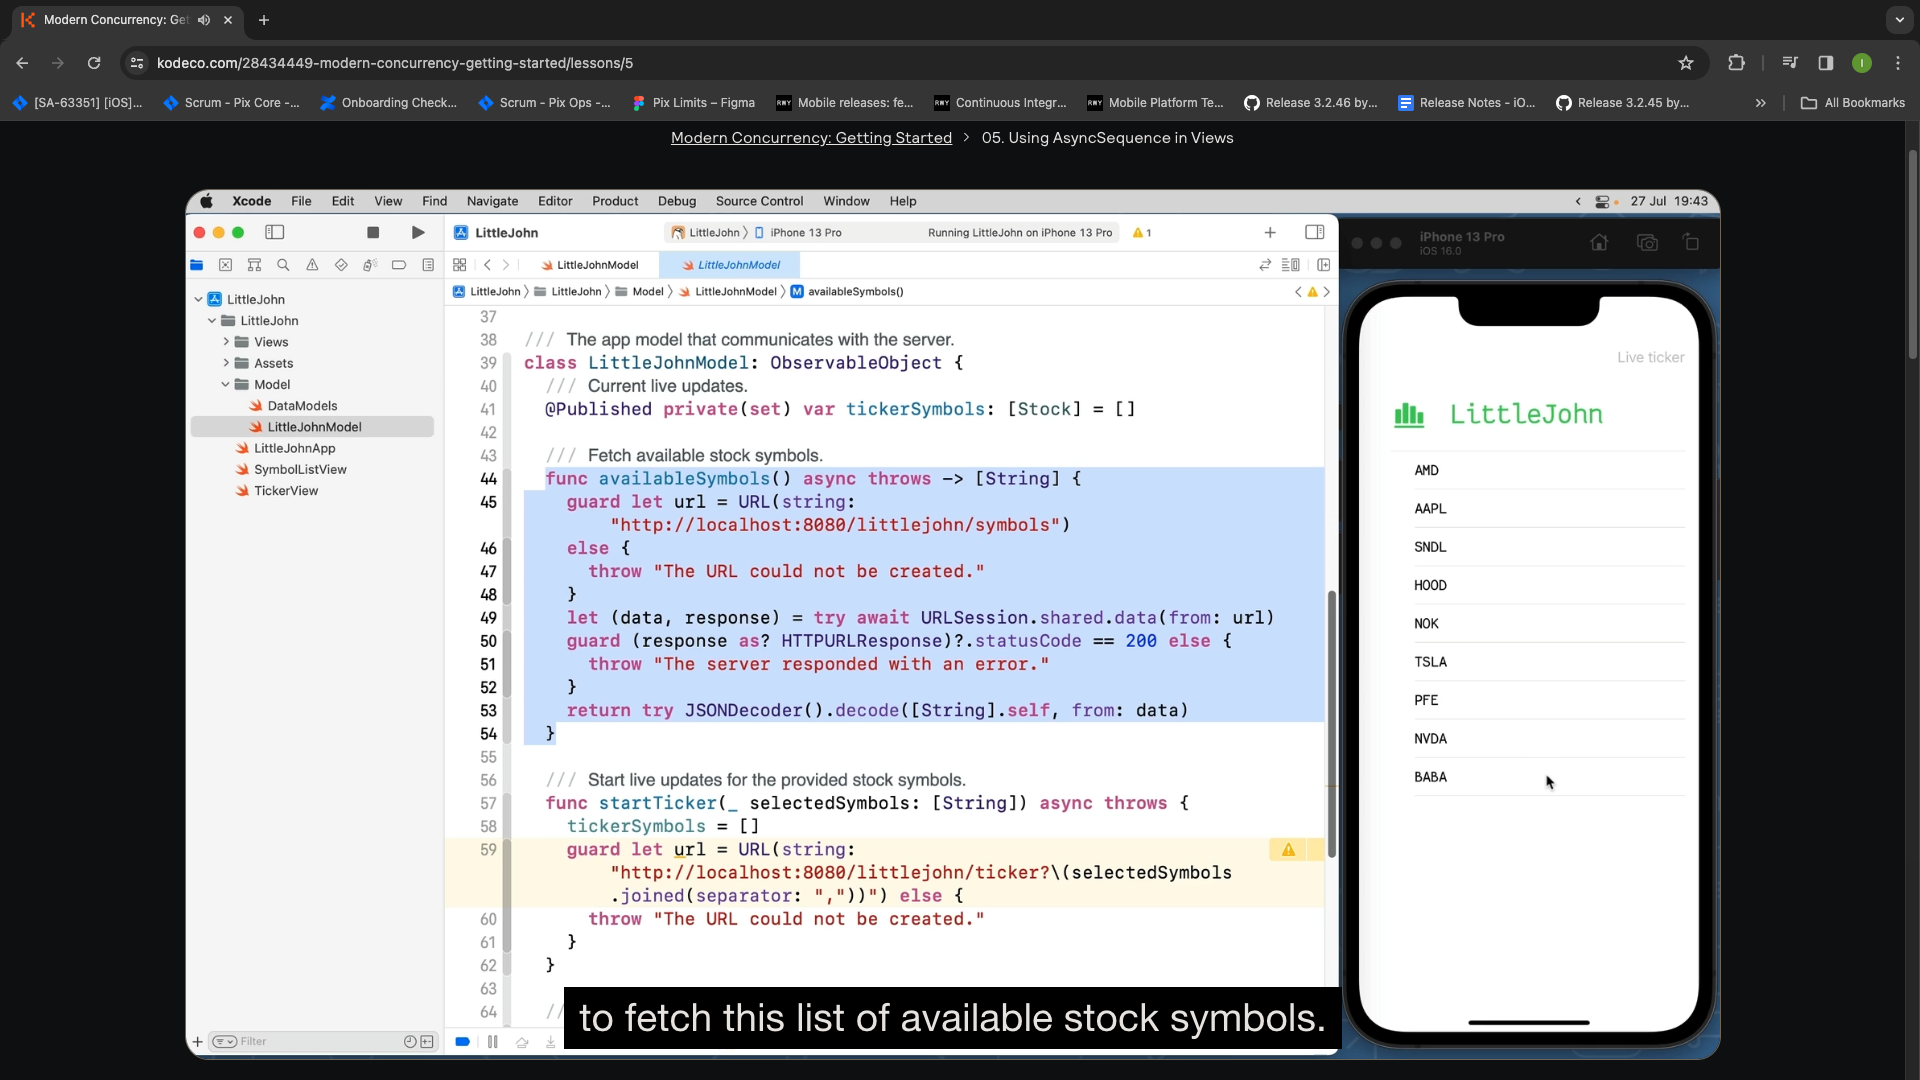 Modern Concurrency: Get
kodeco.com/28434449-modern-concurrency-getting-started/lessons/5
I
[SA-63351] [iOS]...
Scrum - Pix Core -...
Onboarding Check...
Scrum - Pix Ops -...
Pix Limits – Figma
RWY Mobile releases: fe...
RWY Continuous Integr...
RWY Mobile Platform Te...
Release 3.2.46 by...
Release Notes - iO...
Release 3.2.45 by...
All Bookmarks
Modern Concurrency: Getting Started > 05. Using AsyncSequence in Views
Xcode File Edit View Find Navigate Editor Product Debug Source Control Window Help
27 Jul 19:43
LittleJohn
LittleJohn > iPhone 13 Pro
Running LittleJohn on iPhone 13 Pro
1
iPhone 13 Pro
iOS 16.0
LittleJohnModel
LittleJohnModel
LittleJohn > LittleJohn > Model > LittleJohnModel > M availableSymbols()
LittleJohn
LittleJohn
Views
Assets
Model
DataModels
LittleJohnModel
LittleJohnApp
SymbolListView
TickerView
Filter
37
38 /// The app model that communicates with the server.
39 class LittleJohnModel: ObservableObject {
40 /// Current live updates.
41 @Published private(set) var tickerSymbols: [Stock] = []
42
43 /// Fetch available stock symbols.
44 func availableSymbols() async throws -> [String] {
45 guard let url = URL(string:
"http://localhost:8080/littlejohn/symbols")
46 else {
47 throw "The URL could not be created."
48 }
49 let (data, response) = try await URLSession.shared.data(from: url)
50 guard (response as? HTTPURLResponse)?.statusCode == 200 else {
51 throw "The server responded with an error."
52 }
53 return try JSONDecoder().decode([String].self, from: data)
54 }
55
56 /// Start live updates for the provided stock symbols.
57 func startTicker(_ selectedSymbols: [String]) async throws {
58 tickerSymbols = []
59 guard let url = URL(string:
"http://localhost:8080/littlejohn/ticker?\(selectedSymbols
.joined(separator: ","))") else {
60 throw "The URL could not be created."
61 }
62 }
63
64 //
to fetch this list of available stock symbols.
Live ticker
LittleJohn
AMD
AAPL
SNDL
HOOD
NOK
TSLA
PFE
NVDA
BABA